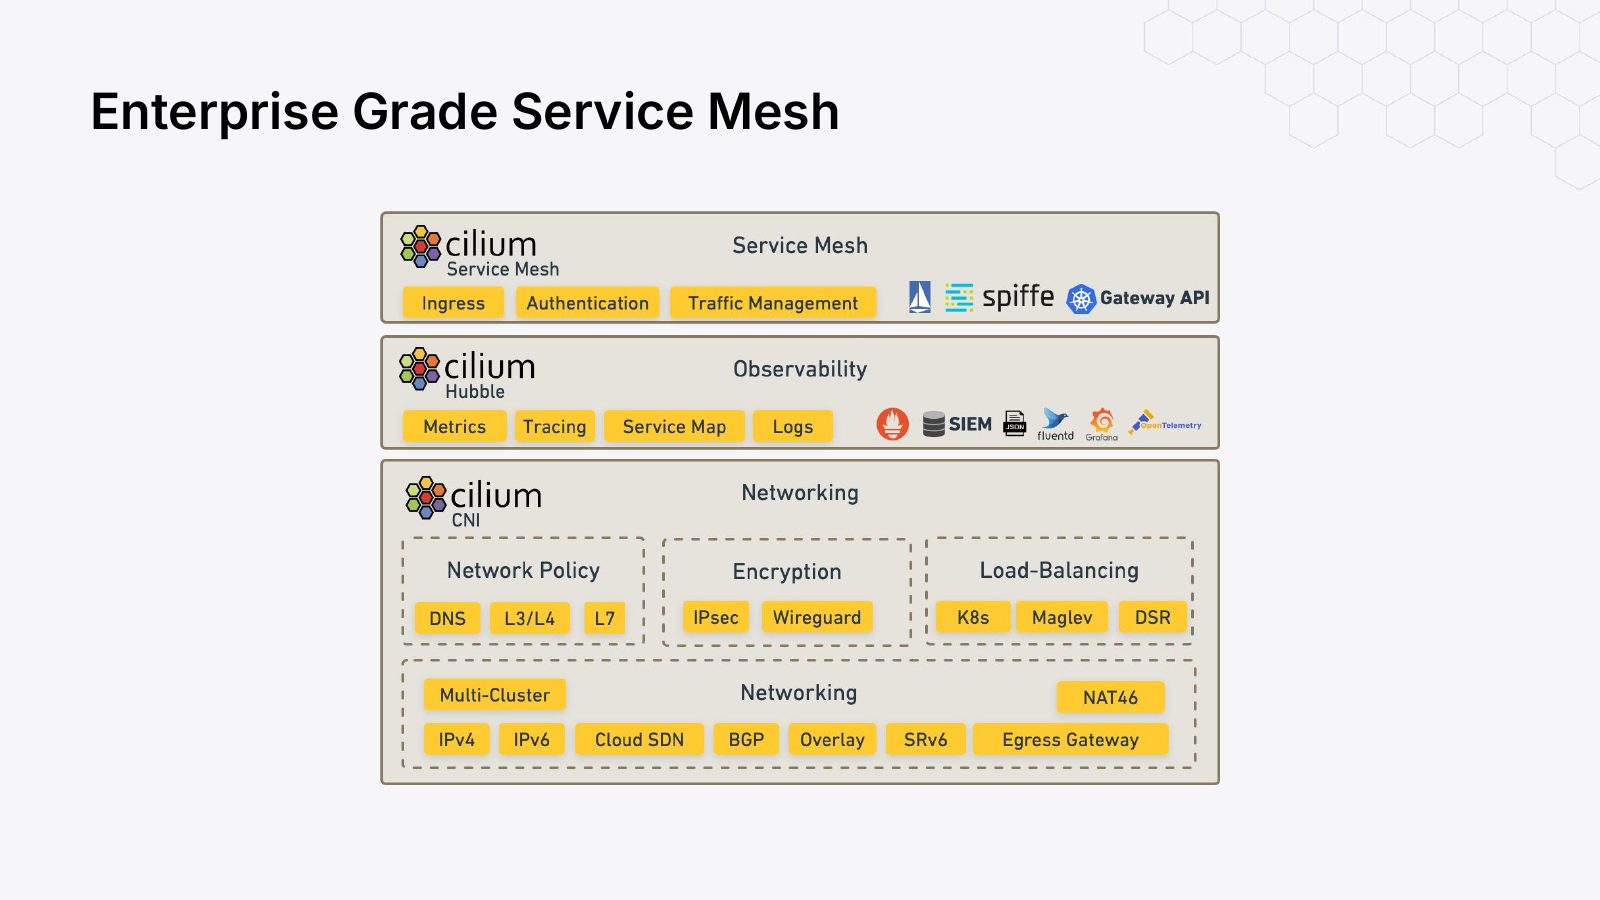 Enterprise Grade Service Mesh
cilium
Service Mesh
Service Mesh
Ingress Authentication Traffic Management spiffe Gateway API
cilium
Hubble
Observability
Metrics Tracing Service Map Logs SIEM JSON fluentd Grafana OpenTelemetry
cilium
CNI
Networking
Network Policy
DNS L3/L4 L7
Encryption
IPsec Wireguard
Load-Balancing
K8s Maglev DSR
Multi-Cluster Networking NAT46
IPv4 IPv6 Cloud SDN BGP Overlay SRv6 Egress Gateway